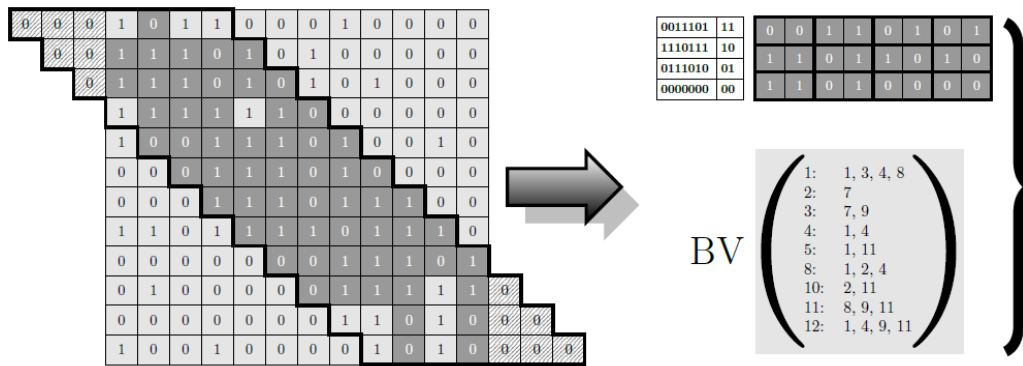 0 0 0 1 0 1 1 0 0 0 1 0 0 0 0
0 0 1 1 1 0 1 0 1 0 0 0 0 0
0 1 1 1 0 1 0 1 0 1 0 0 0
1 1 1 1 1 1 0 0 0 0 0 0
1 0 0 1 1 1 0 1 0 0 1 0
0 0 0 1 1 1 0 1 0 0 0 0
0 0 0 1 1 1 0 1 1 1 0 0
1 1 0 1 1 1 1 0 1 1 1 0
0 0 0 0 0 0 0 1 1 1 0 1
0 1 0 0 0 0 0 1 1 1 1 1 0
0 0 0 0 0 0 0 1 1 0 1 0 0 0
1 0 0 1 0 0 0 0 1 0 1 0 0 0 0
0011101 11 0 0 1 1 0 1 0 1
1110111 10 1 1 0 1 1 0 1 0
0111010 01 1 1 0 1 0 0 0 0
0000000 00
BV
1: 1, 3, 4, 8
2: 7
3: 7, 9
4: 1, 4
5: 1, 11
8: 1, 2, 4
10: 2, 11
11: 8, 9, 11
12: 1, 4, 9, 11